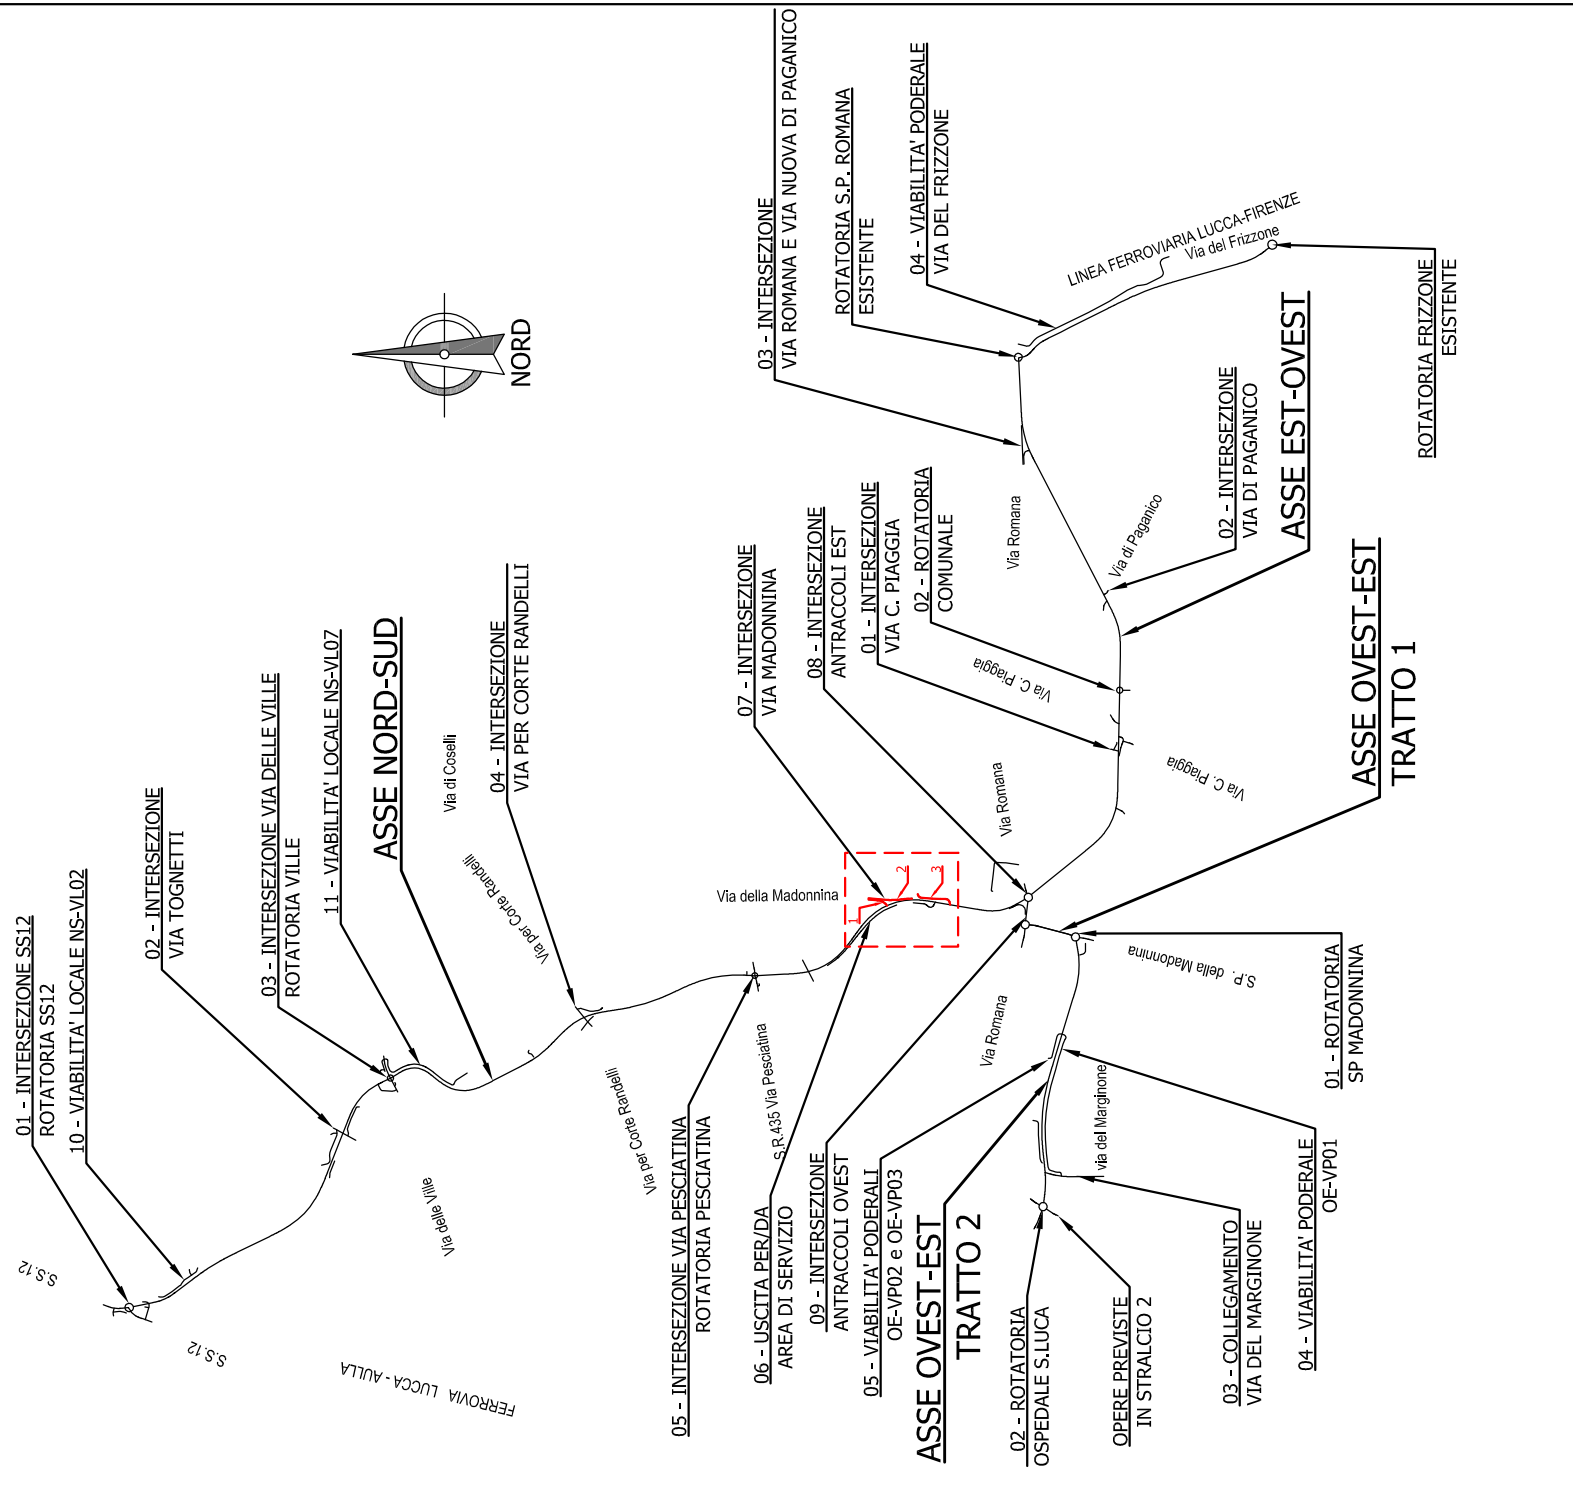 01 - INTERSEZIONE SS12
ROTATORIA SS12
10 - VIABILITA' LOCALE NS-VL02
02 - INTERSEZIONE
VIA TOGNETTI
03 - INTERSEZIONE VIA DELLE VILLE
ROTATORIA VILLE
11 - VIABILITA' LOCALE NS-VL07
ASSE NORD-SUD
Via di Coselli
04 - INTERSEZIONE
VIA PER CORTE RANDELLI
Via per Corte Randelli
NORD
S.S.12
S.S.12
FERROVIA LUCCA - AULLA
Via delle Ville
Via per Corte Randelli
05 - INTERSEZIONE VIA PESCIATINA
ROTATORIA PESCIATINA
S.R.435 Via Pesciatina
06 - USCITA PER/DA
AREA DI SERVIZIO
09 - INTERSEZIONE
ANTRACCOLI OVEST
05 - VIABILITA' PODERALI
OE-VP02 e OE-VP03
ASSE OVEST-EST
TRATTO 2
02 - ROTATORIA
OSPEDALE S.LUCA
OPERE PREVISTE
IN STRALCIO 2
03 - COLLEGAMENTO
VIA DEL MARGINONE
04 - VIABILITA' PODERALE
OE-VP01
via del Marginone
Via Romana
S.P. della Madonnina
01 - ROTATORIA
SP MADONNINA
Via della Madonnina
1
2
3
07 - INTERSEZIONE
VIA MADONNINA
08 - INTERSEZIONE
ANTRACCOLI EST
01 - INTERSEZIONE
VIA C. PIAGGIA
02 - ROTATORIA
COMUNALE
Via Romana
Via C. Piaggia
Via C. Piaggia
ASSE OVEST-EST
TRATTO 1
ASSE EST-OVEST
02 - INTERSEZIONE
VIA DI PAGANICO
Via di Paganico
Via Romana
03 - INTERSEZIONE
VIA ROMANA E VIA NUOVA DI PAGANICO
ROTATORIA S.P. ROMANA
ESISTENTE
04 - VIABILITA' PODERALE
VIA DEL FRIZZONE
LINEA FERROVIARIA LUCCA-FIRENZE
Via del Frizzone
ROTATORIA FRIZZONE
ESISTENTE